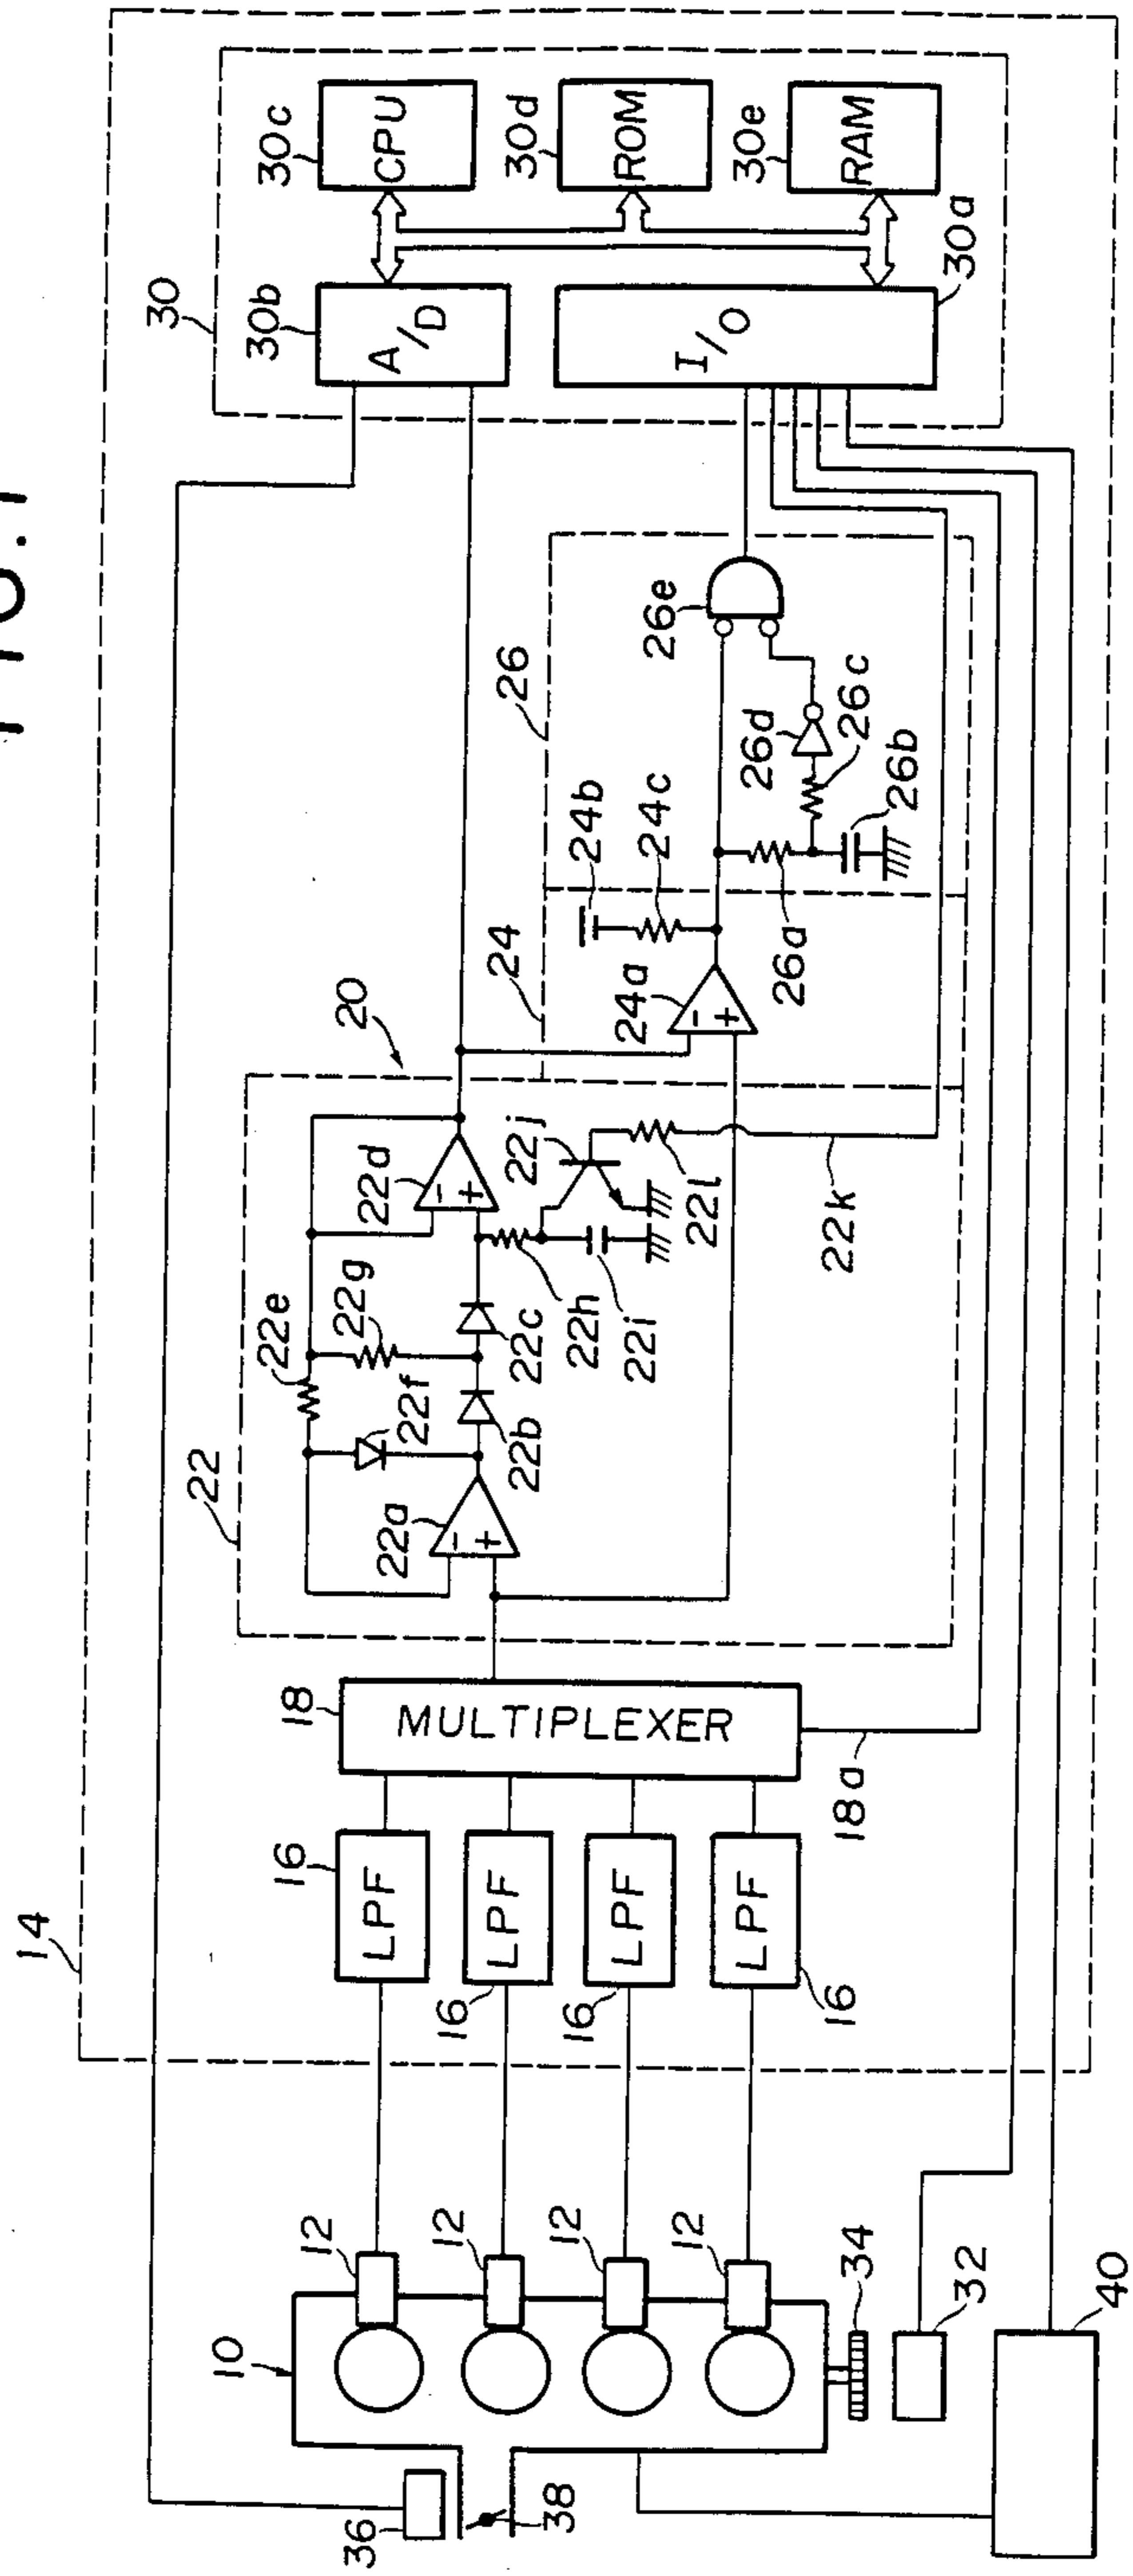 FIG. 1
14
22
20
24
26
30
30b
A/D
30c
CPU
30d
ROM
30e
RAM
I/O
30a
36
38
10
12
12
12
12
34
32
40
16
LPF
16
LPF
16
LPF
16
LPF
18
MULTIPLEXER
18a
22a
-
+
22b
22c
22d
-
+
22e
22f
22g
22h
22i
22j
22k
22l
24a
-
+
24b
24c
26a
26b
26c
26d
26e